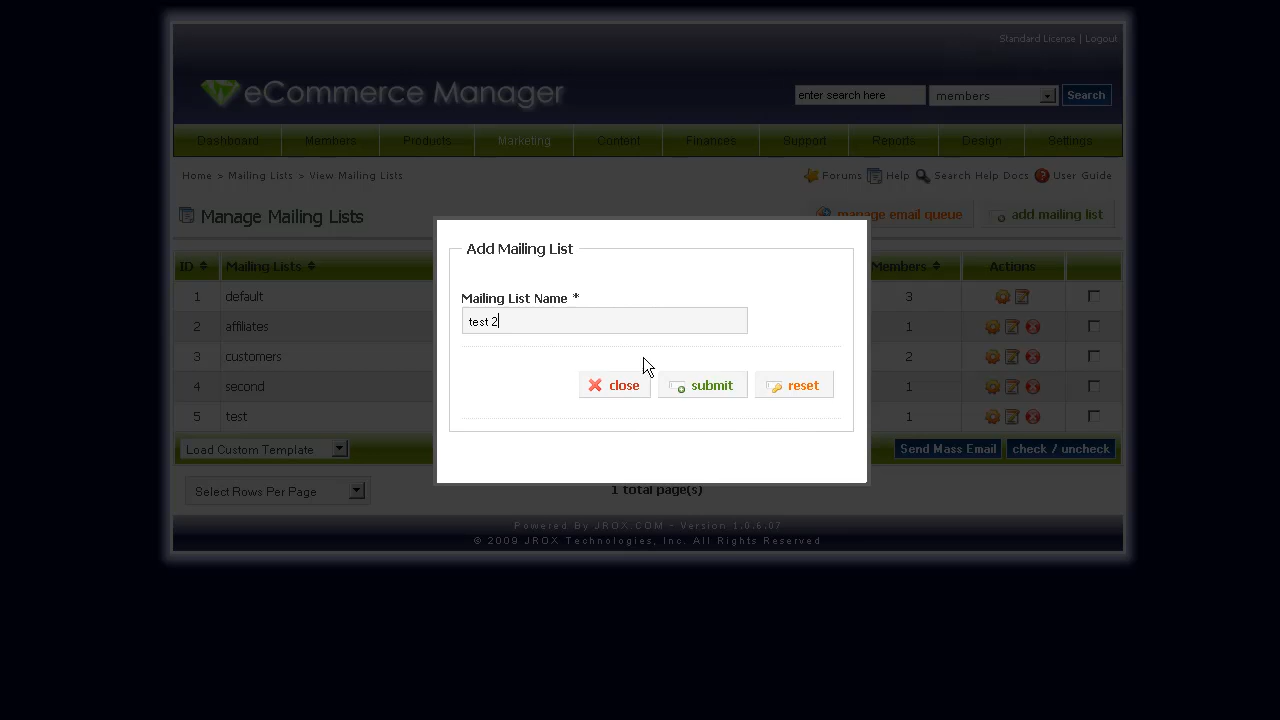 Standard License | Logout
eCommerce Manager
enter search here members Search
Dashboard Members Products Marketing Content Finances Support Reports Design Settings
Home > Mailing Lists > View Mailing Lists Forums Help Search Help Docs User Guide
Manage Mailing Lists manage email queue add mailing list
ID Mailing Lists Members Actions
1 default 3
2 affiliates 1
3 customers 2
4 second 1
5 test 1
Load Custom Template Send Mass Email check / uncheck
Select Rows Per Page 1 total page(s)
Powered By JROX.COM - Version 1.0.6.07
© 2009 JROX Technologies, Inc. All Rights Reserved
Add Mailing List
Mailing List Name *
test 2
close submit reset